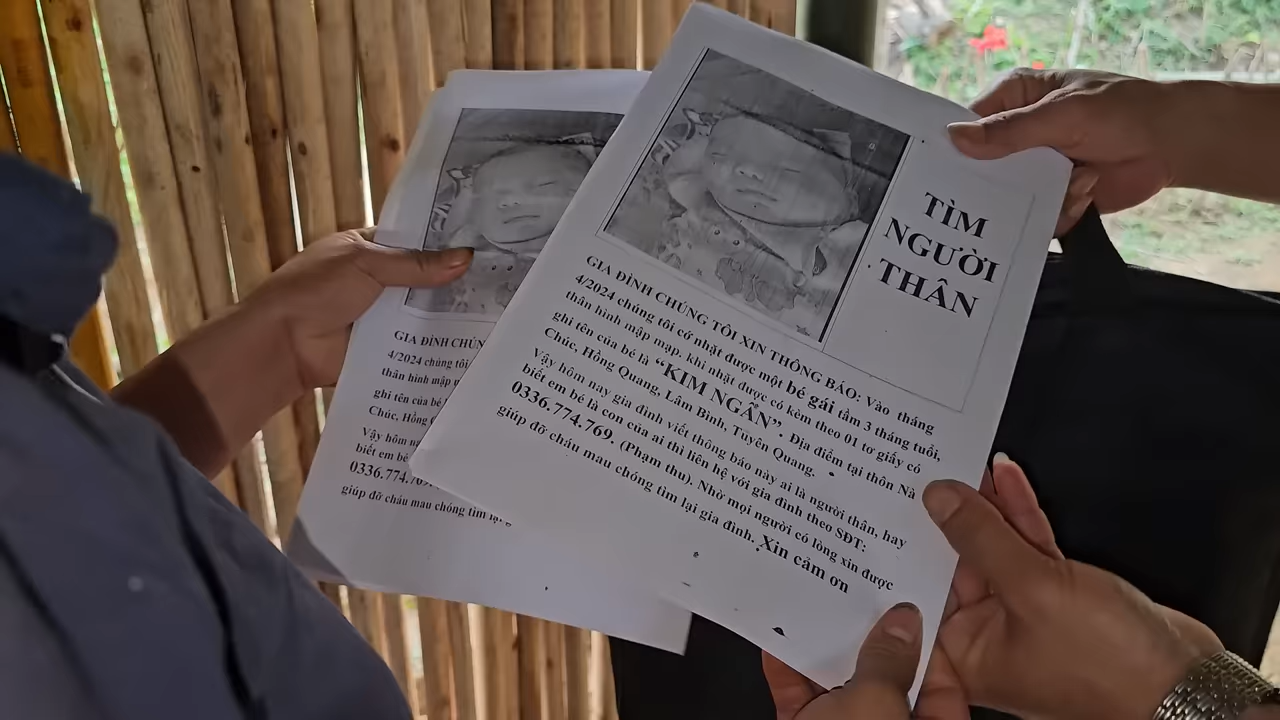 TÌM
NGƯỜI
THÂN
GIA ĐÌNH CHÚNG TÔI XIN THÔNG BÁO: Vào tháng
4/2024 chúng tôi cớ nhặt được một bé gái tầm 3 tháng tuổi,
thân hình mập mạp. khi nhặt được có kèm theo 01 tơ giấy có
ghi tên của bé là “KIM NGÂN”. Địa điểm tại thôn Nà
Chúc, Hồng Quang, Lâm Bình, Tuyên Quang.
Vậy hôm nay gia đình viết thông báo này ai là người thân, hay
biết em bé là con của ai thì liên hệ với gia đình theo SĐT:
0336.774.769. (Phạm thu). Nhờ mọi người có lòng xin được
giúp đỡ cháu mau chóng tìm lại gia đình. Xin cảm ơn
GIA ĐÌNH CHÚN
4/2024 chúng tôi
thân hình mập
ghi tên của bé
Chúc, Hồng
Vậy hôm
biết em bé
0336.774.
giúp đỡ cháu mau chóng tìm lại